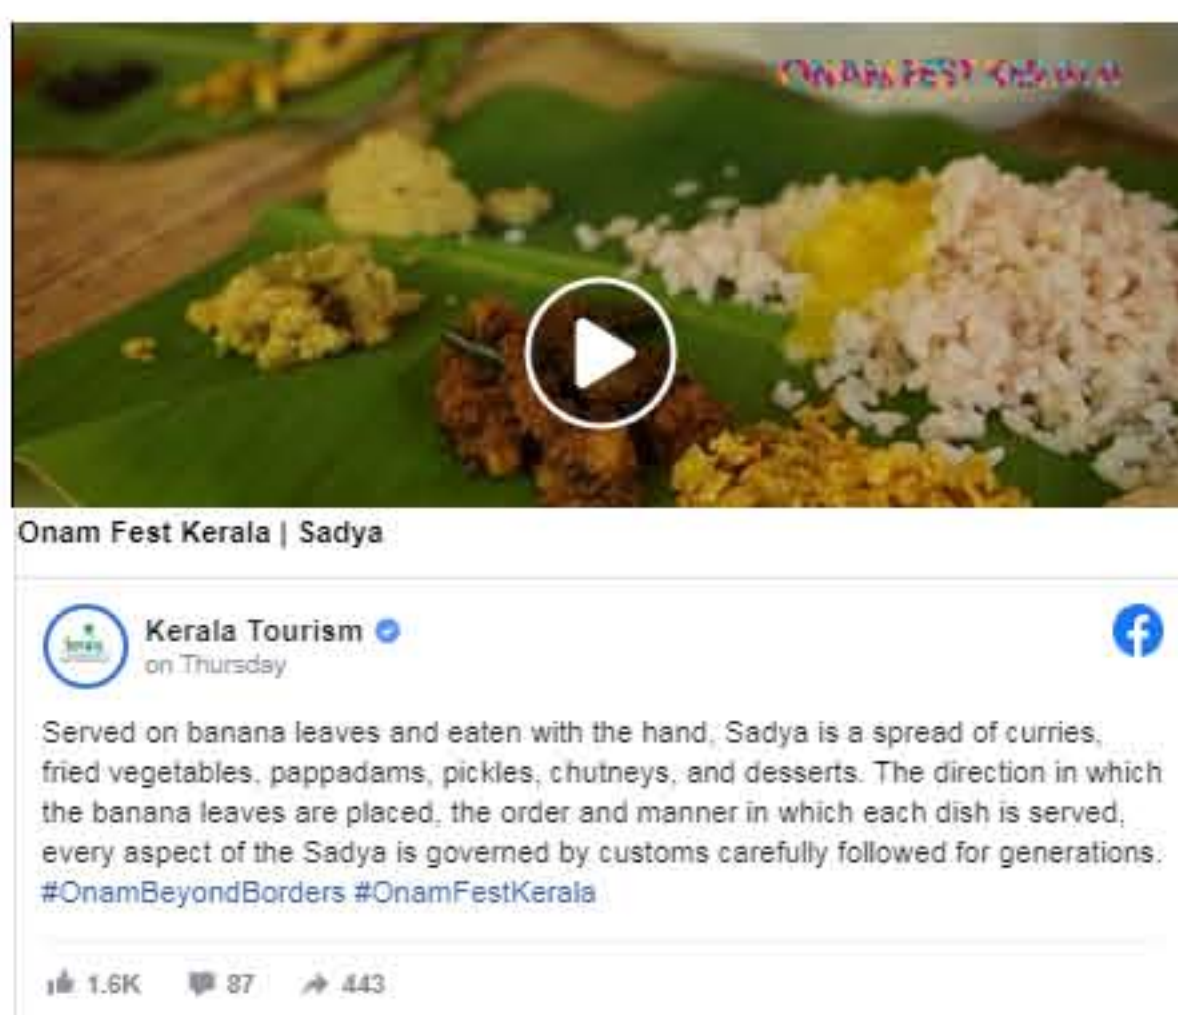 ONAM FEST KERALA
Onam Fest Kerala | Sadya
Kerala Tourism
on Thursday
Served on banana leaves and eaten with the hand, Sadya is a spread of curries,
fried vegetables, pappadams, pickles, chutneys, and desserts. The direction in which
the banana leaves are placed, the order and manner in which each dish is served,
every aspect of the Sadya is governed by customs carefully followed for generations.
#OnamBeyondBorders #OnamFestKerala
1.6K 87 443